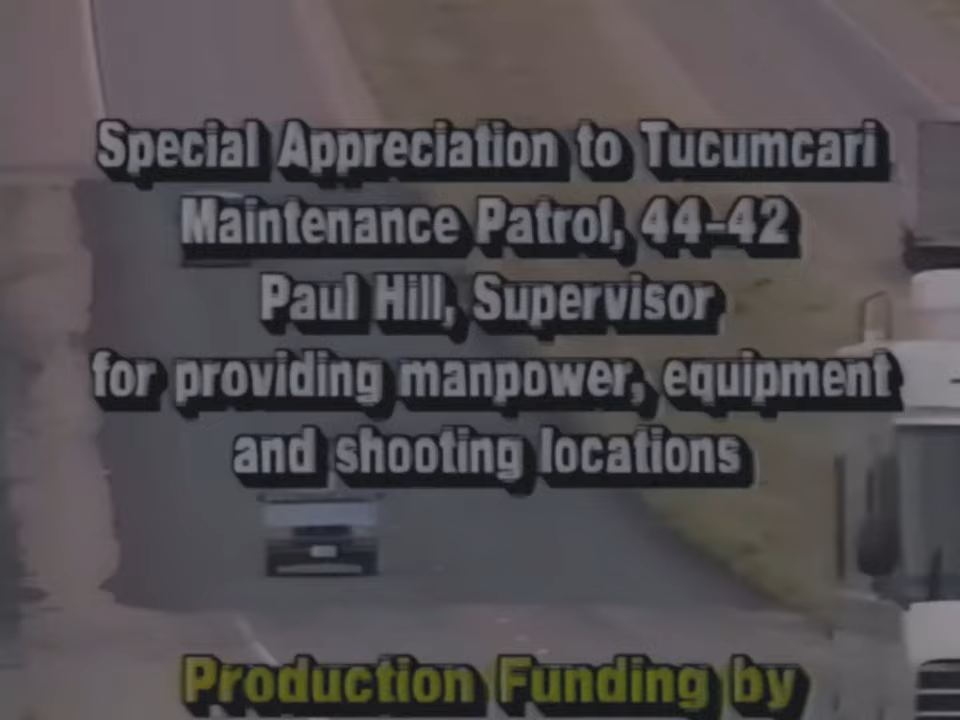 Special Appreciation to Tucumcari
Maintenance Patrol, 44-42
Paul Hill, Supervisor
for providing manpower, equipment
and shooting locations
Production Funding by